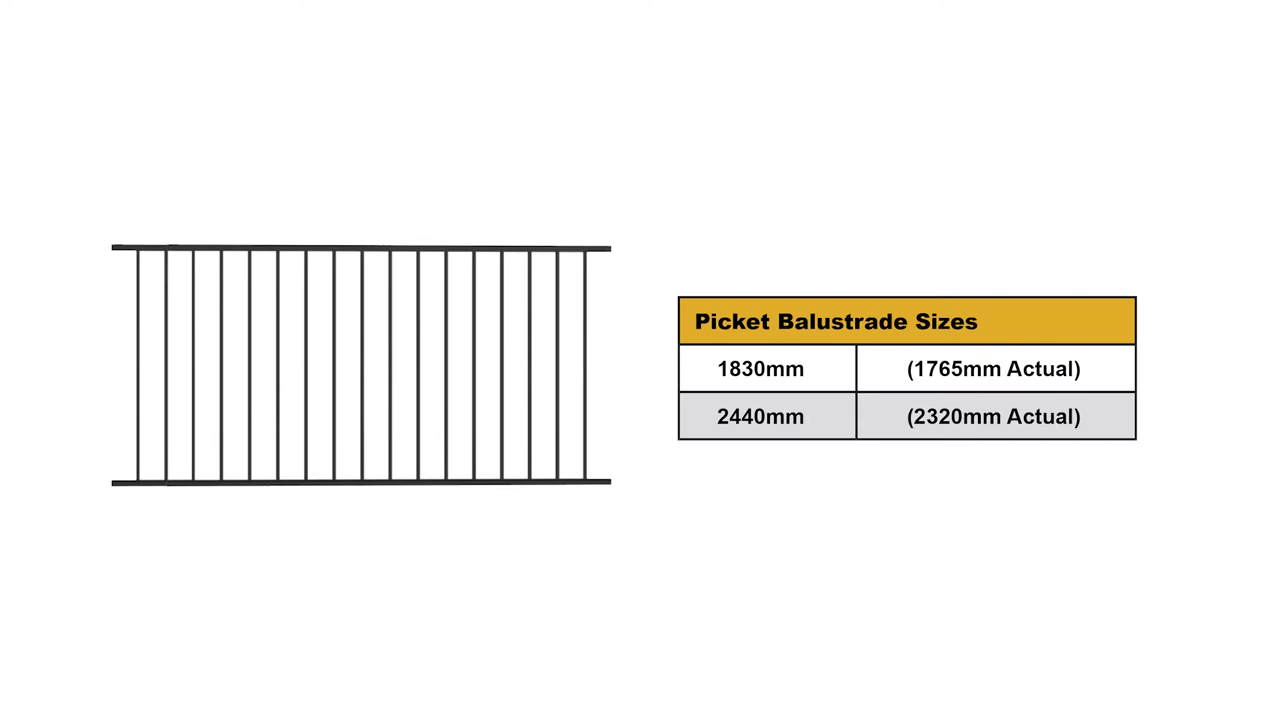 Picket Balustrade Sizes
1830mm (1765mm Actual)
2440mm (2320mm Actual)